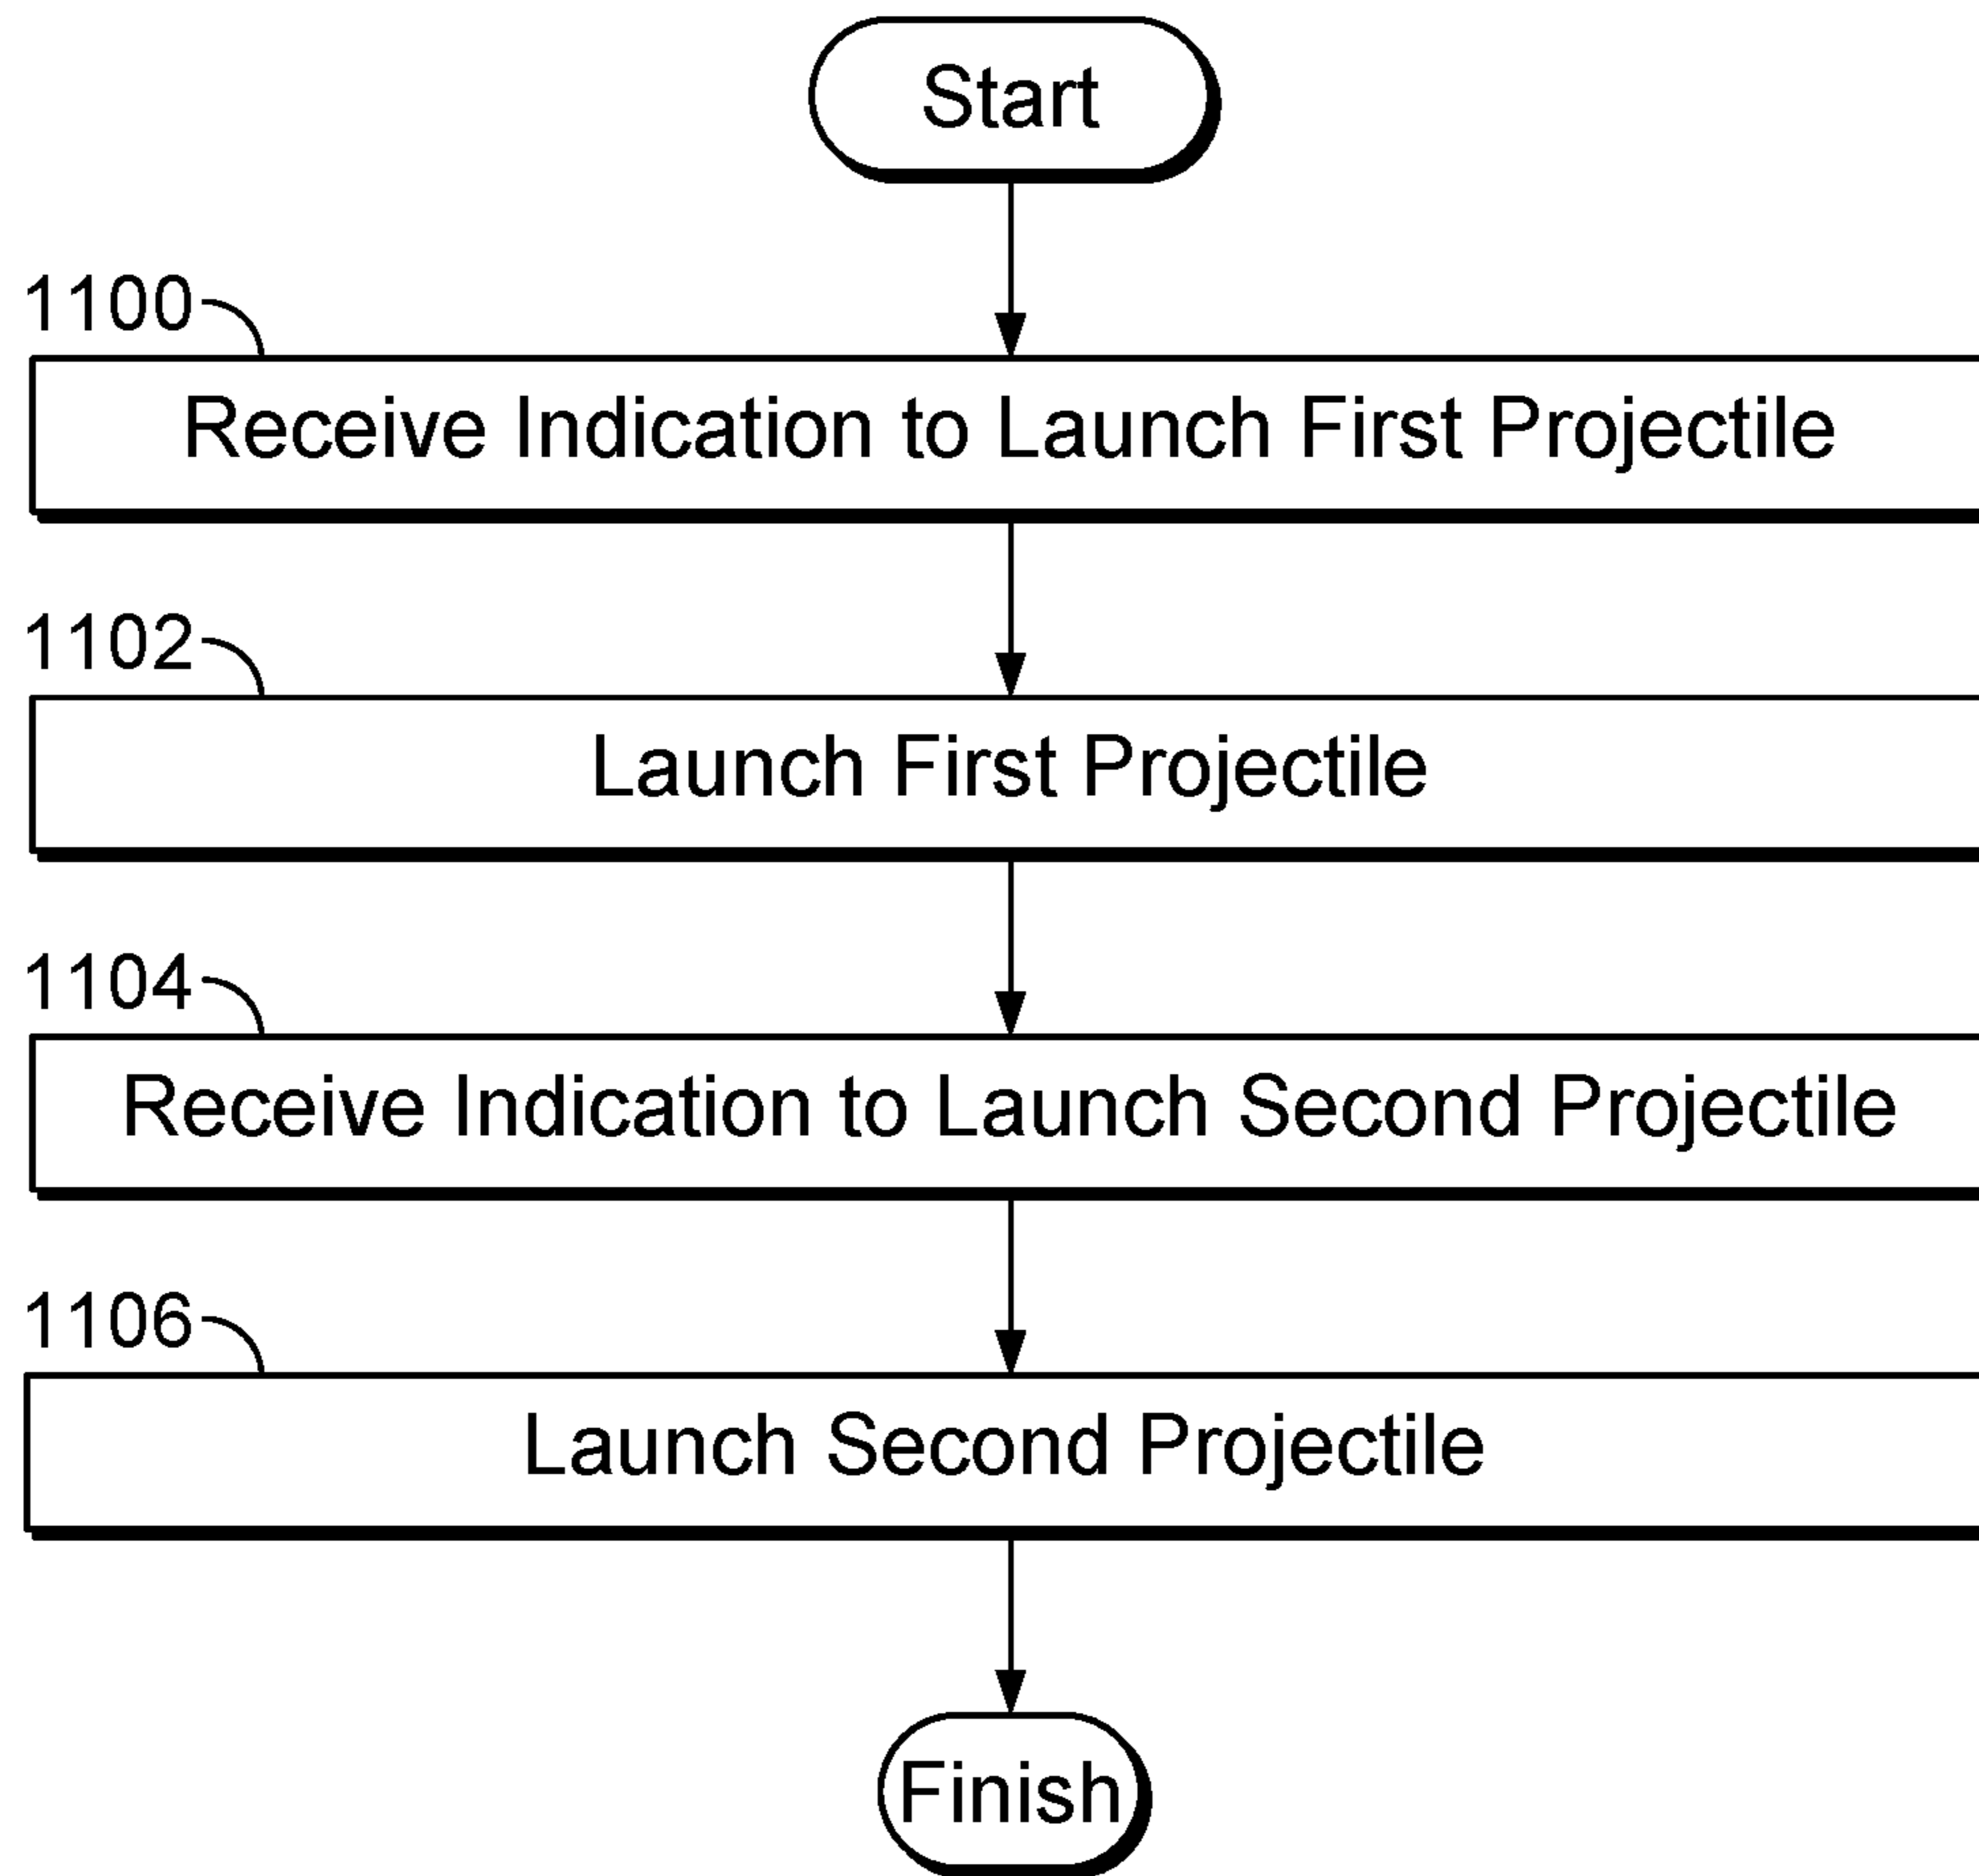 Start
1100
Receive Indication to Launch First Projectile
1102
Launch First Projectile
1104
Receive Indication to Launch Second Projectile
1106
Launch Second Projectile
Finish